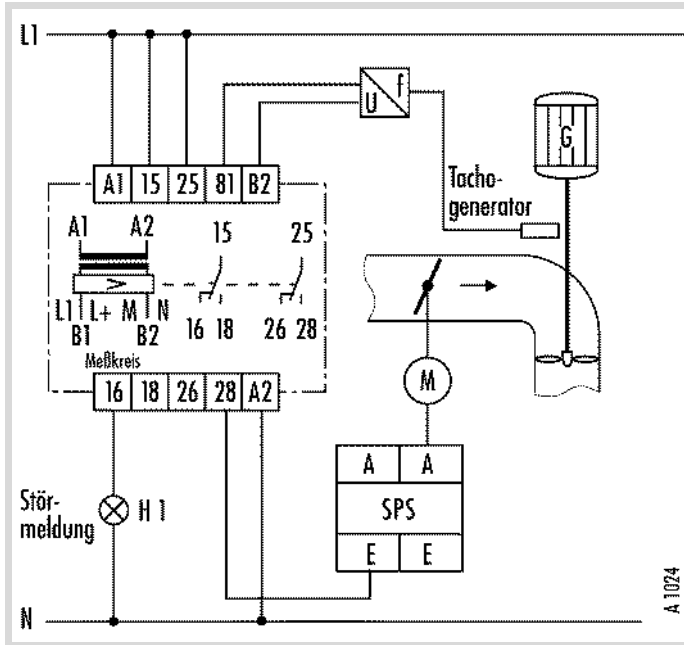 L1
U f
G
A1 15 25 B1 B2
Tacho-
generator
A1 A2 15 25
>
L1 L+ M N 16 18 26 28
B1 B2
Meßkreis
M
16 18 26 28 A2
A A
Stör-
meldung
H 1
SPS
E E
A 1024
N